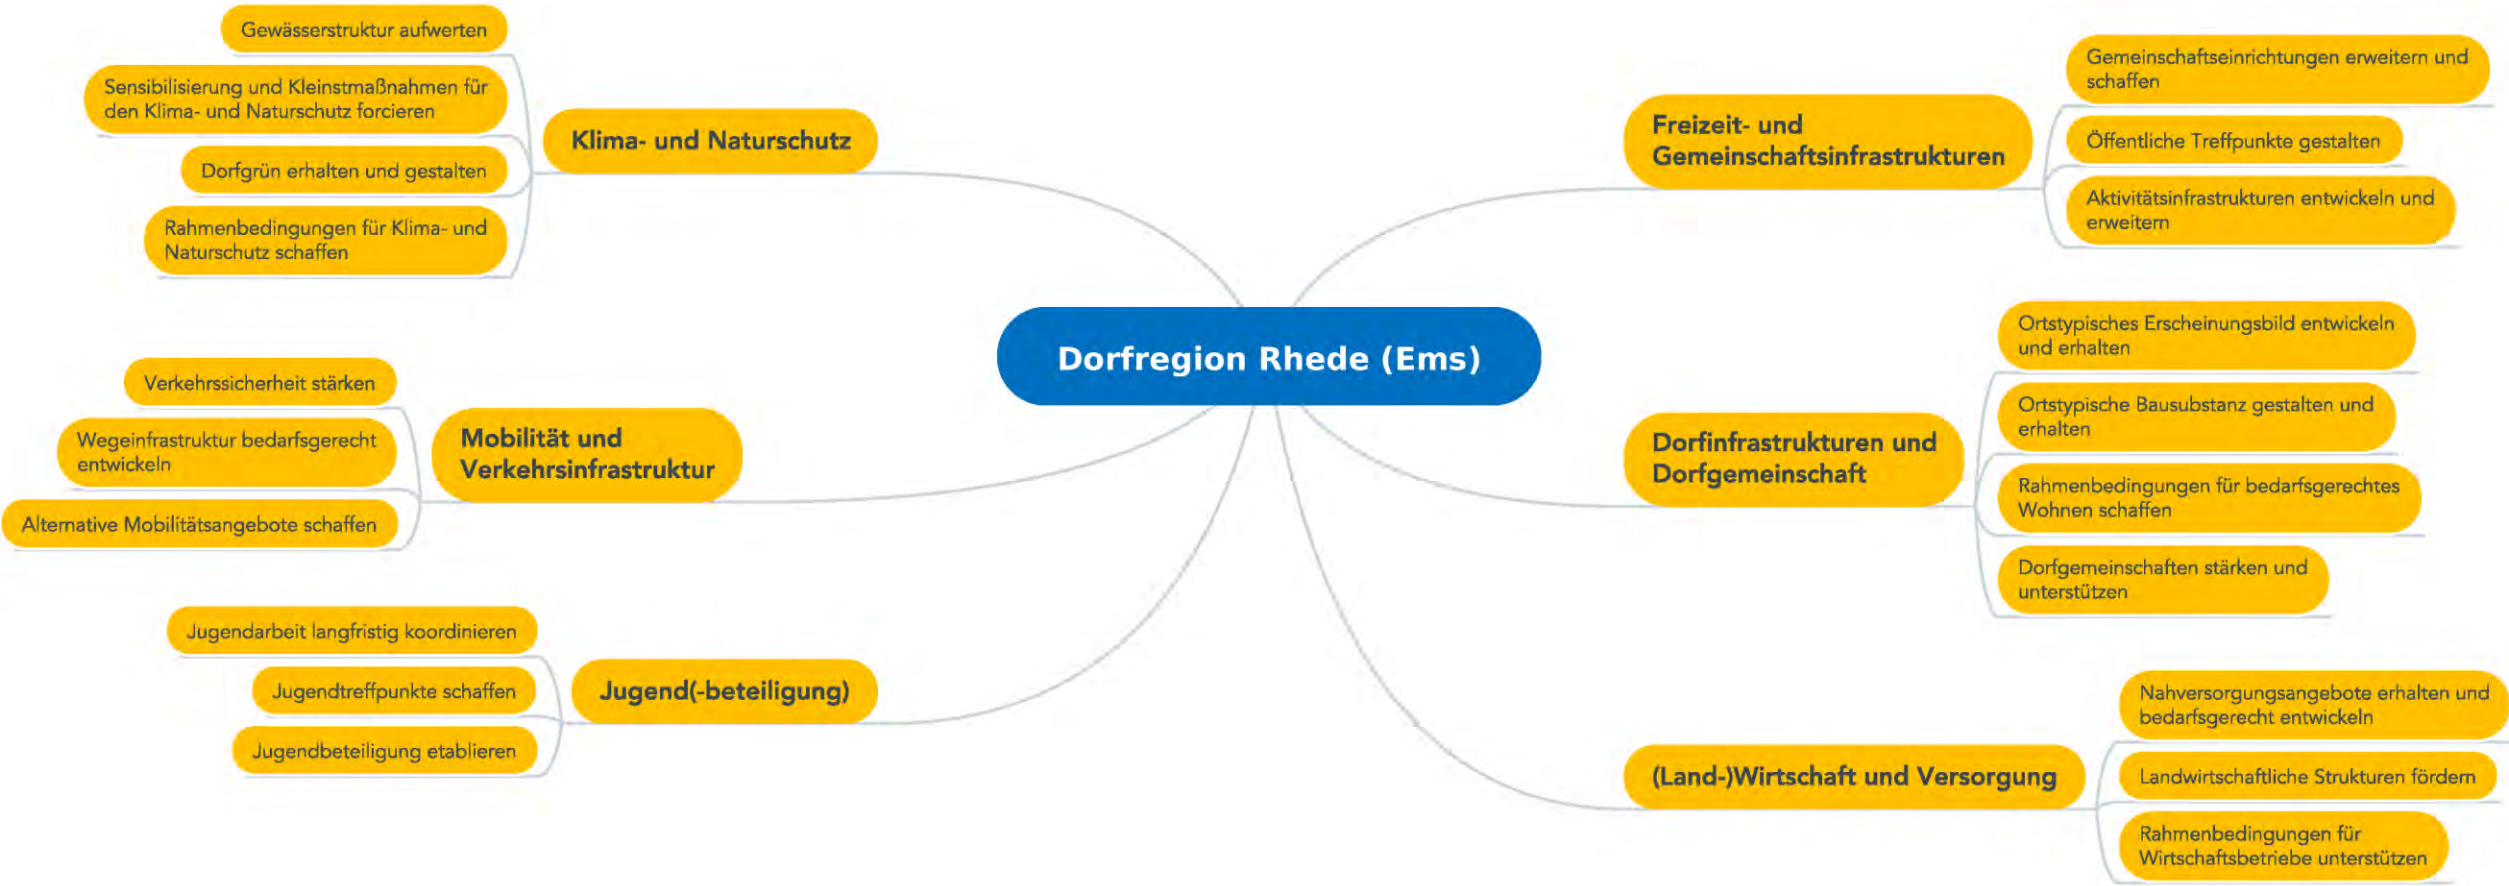 Gewässerstruktur aufwerten
Sensibilisierung und Kleinstmaßnahmen für
den Klima- und Naturschutz forcieren
Dorfgrün erhalten und gestalten
Rahmenbedingungen für Klima- und
Naturschutz schaffen
Klima- und Naturschutz
Verkehrssicherheit stärken
Wegeinfrastruktur bedarfsgerecht
entwickeln
Alternative Mobilitätsangebote schaffen
Mobilität und
Verkehrsinfrastruktur
Jugendarbeit langfristig koordinieren
Jugendtreffpunkte schaffen
Jugendbeteiligung etablieren
Jugend(-beteiligung)
Dorfregion Rhede (Ems)
Freizeit- und
Gemeinschaftsinfrastrukturen
Gemeinschaftseinrichtungen erweitern und
schaffen
Öffentliche Treffpunkte gestalten
Aktivitätsinfrastrukturen entwickeln und
erweitern
Dorfinfrastrukturen und
Dorfgemeinschaft
Ortstypisches Erscheinungsbild entwickeln
und erhalten
Ortstypische Bausubstanz gestalten und
erhalten
Rahmenbedingungen für bedarfsgerechtes
Wohnen schaffen
Dorfgemeinschaften stärken und
unterstützen
(Land-)Wirtschaft und Versorgung
Nahversorgungsangebote erhalten und
bedarfsgerecht entwickeln
Landwirtschaftliche Strukturen fördern
Rahmenbedingungen für
Wirtschaftsbetriebe unterstützen